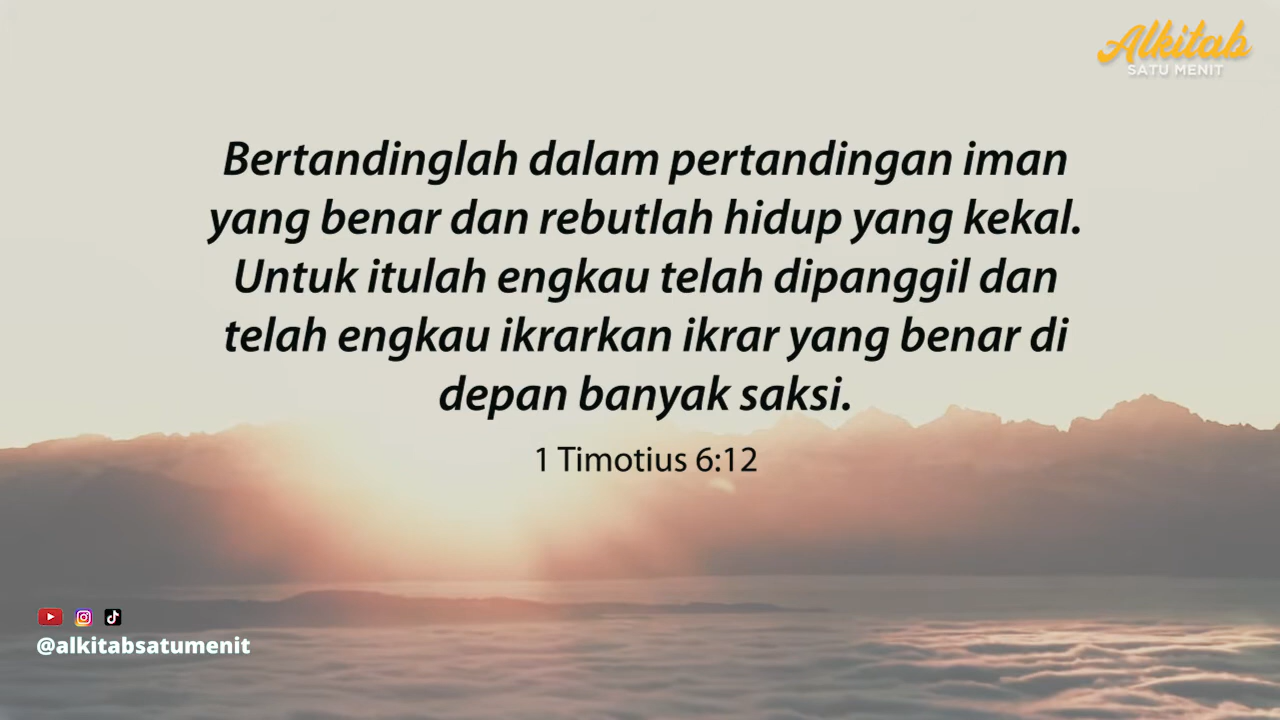 Alkitab
SATU MENIT
Bertandinglah dalam pertandingan iman
yang benar dan rebutlah hidup yang kekal.
Untuk itulah engkau telah dipanggil dan
telah engkau ikrarkan ikrar yang benar di
depan banyak saksi.
1 Timotius 6:12
@alkitabsatumenit